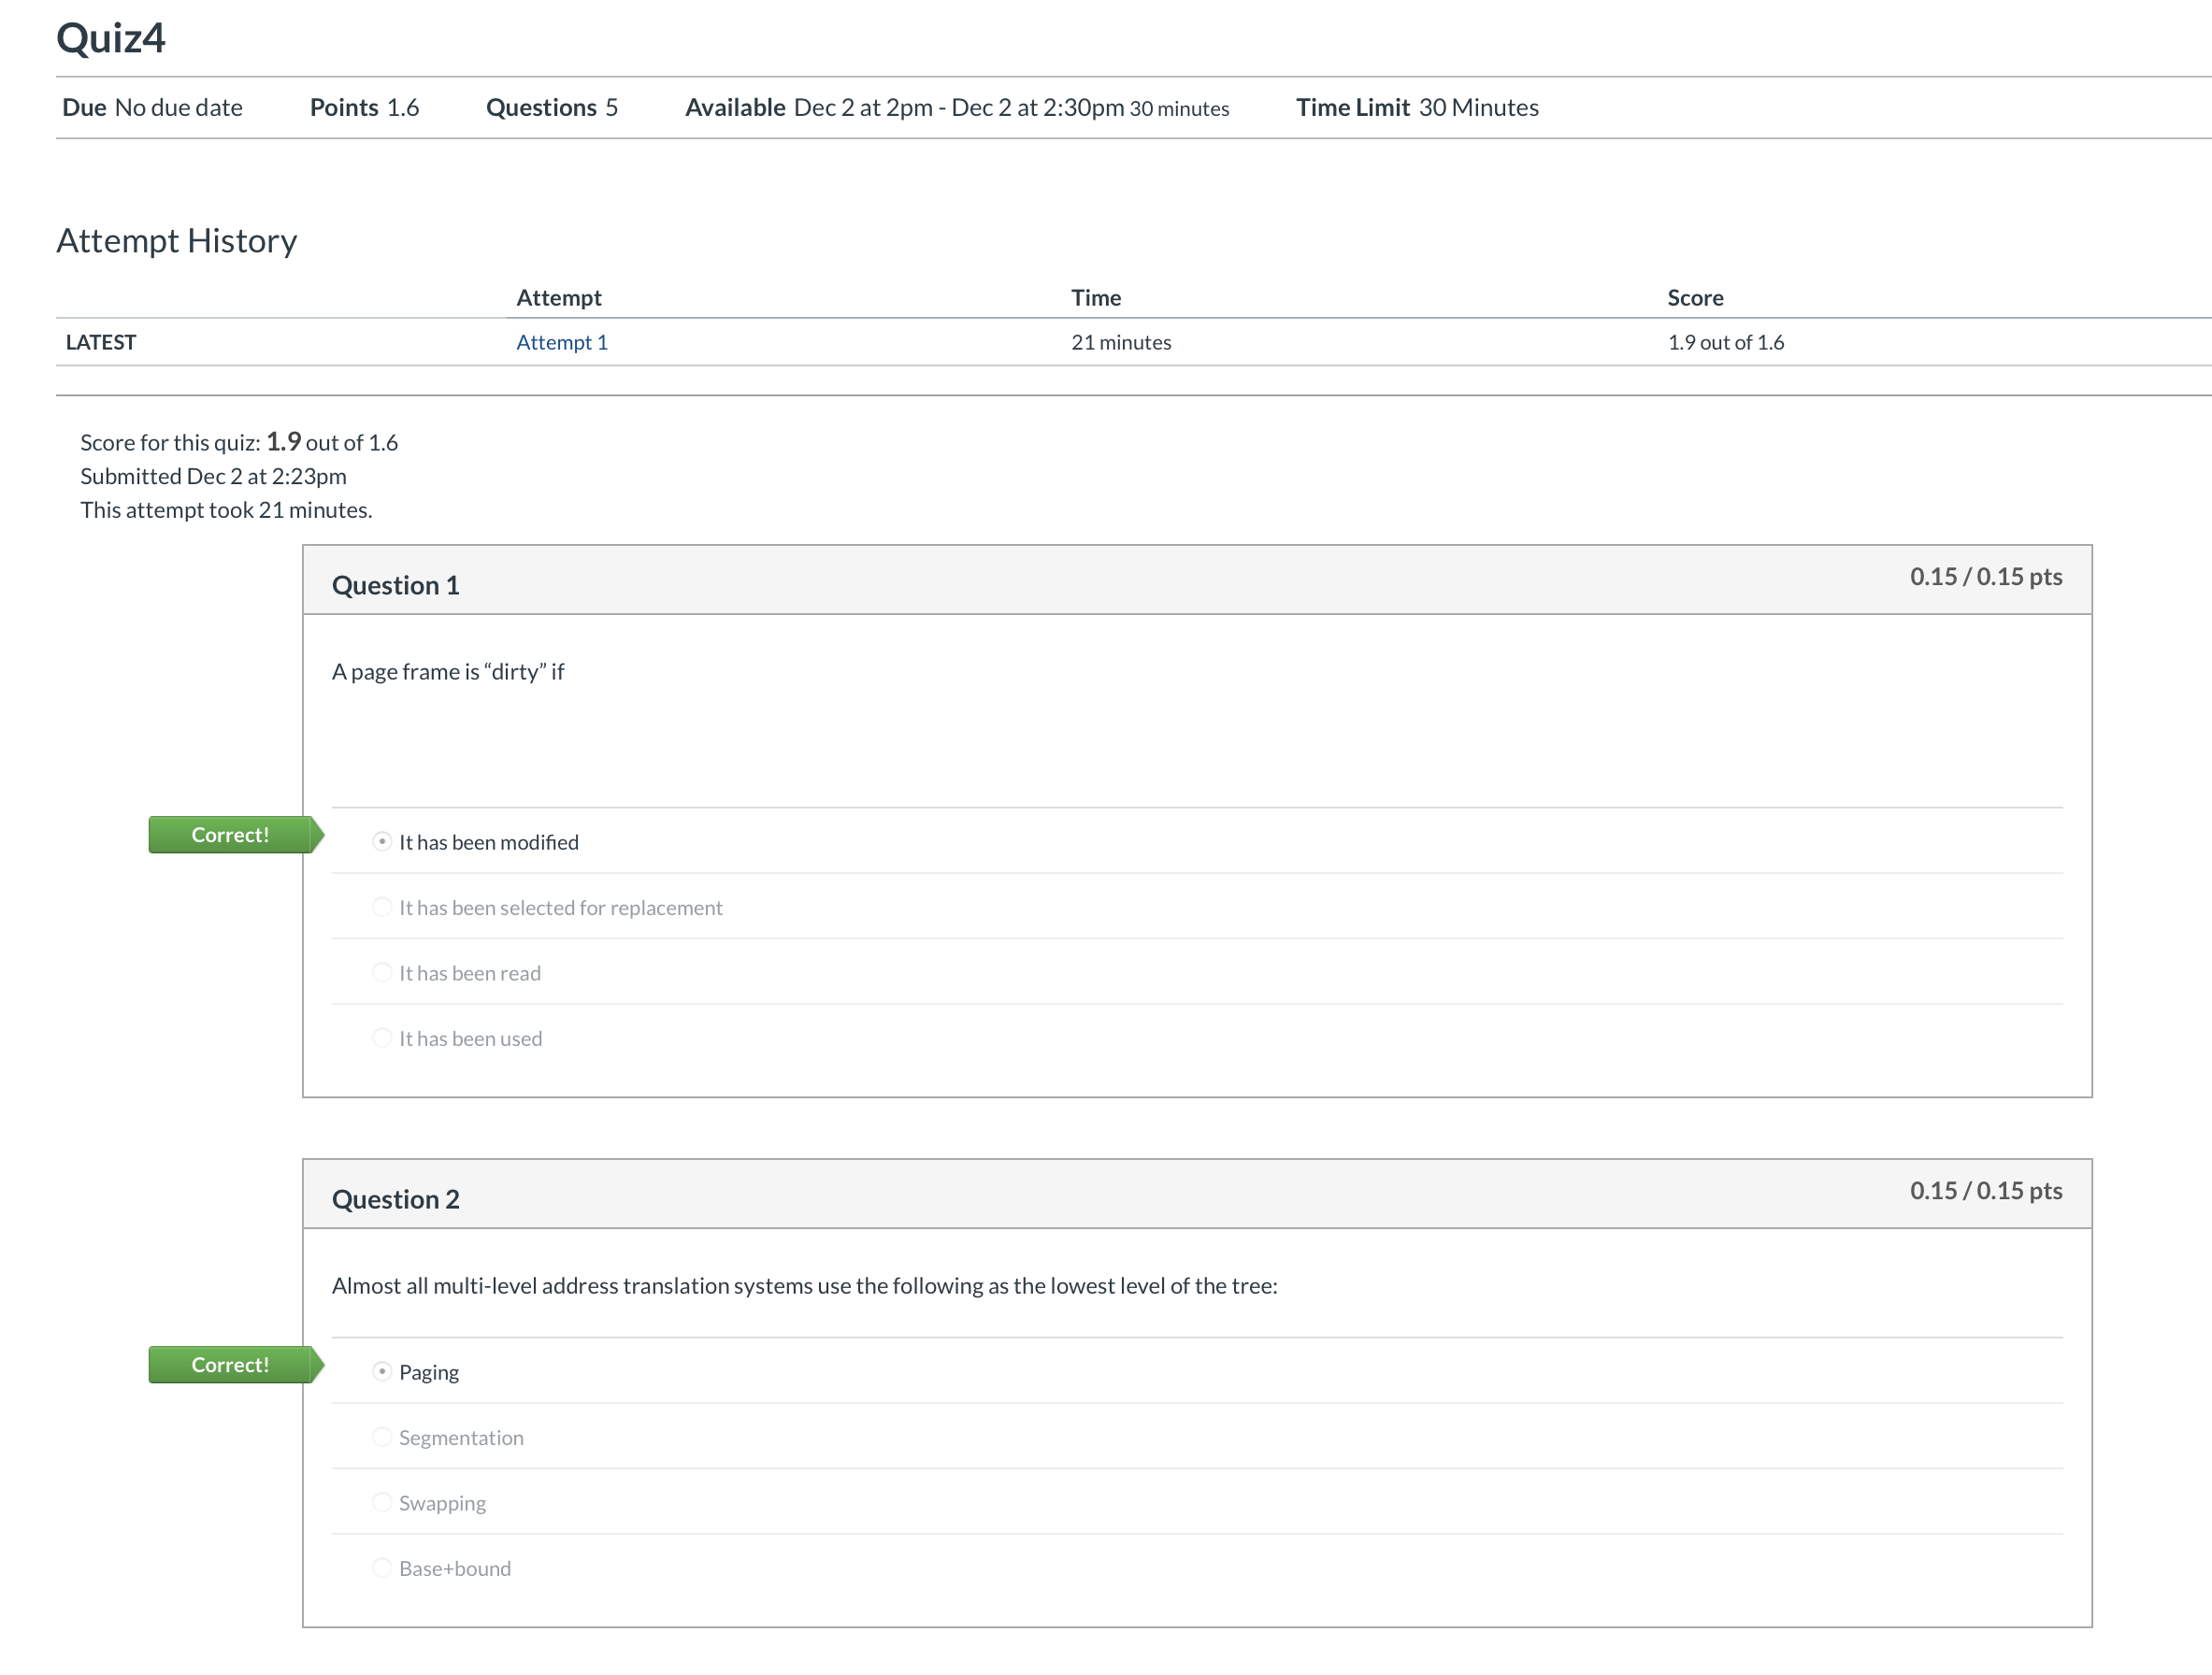 Quiz4
Due No due date Points 1.6 Questions 5 Available Dec 2 at 2pm - Dec 2 at 2:30pm 30 minutes Time Limit 30 Minutes
Attempt History
Attempt Time Score
LATEST Attempt 1 21 minutes 1.9 out of 1.6
Score for this quiz: 1.9 out of 1.6
Submitted Dec 2 at 2:23pm
This attempt took 21 minutes.
Question 1 0.15 / 0.15 pts
A page frame is “dirty” if
Correct! It has been modified
It has been selected for replacement
It has been read
It has been used
Question 2 0.15 / 0.15 pts
Almost all multi-level address translation systems use the following as the lowest level of the tree:
Correct! Paging
Segmentation
Swapping
Base+bound